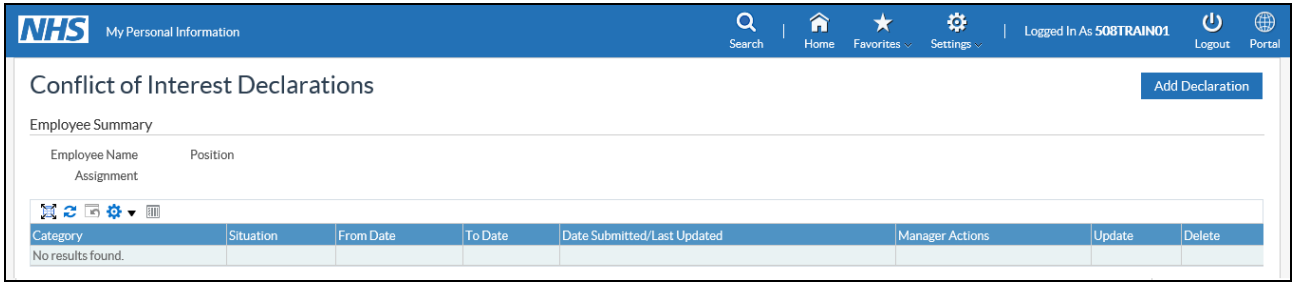 NHS My Personal Information Search Home Favorites Settings Logged In As 508TRAIN01 Logout Portal
Conflict of Interest Declarations Add Declaration
Employee Summary
Employee Name Position
Assignment
Category Situation From Date To Date Date Submitted/Last Updated Manager Actions Update Delete
No results found.